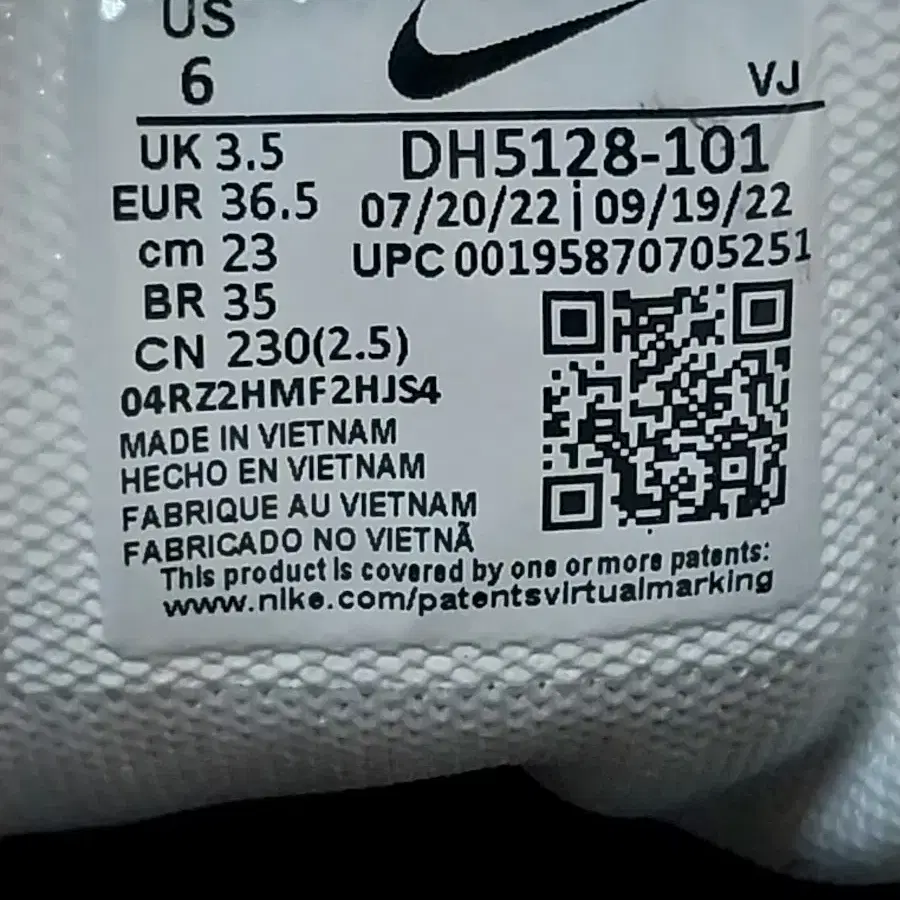 US
6
VJ
UK 3.5
DH5128-101
EUR 36.5
07/20/22 | 09/19/22
cm 23
UPC 00195870705251
BR 35
CN 230(2.5)
04RZ2HMF2HJS4
MADE IN VIETNAM
HECHO EN VIETNAM
FABRIQUE AU VIETNAM
FABRICADO NO VIETNÃ
This product is covered by one or more patents:
www.nike.com/patentsvirtualmarking